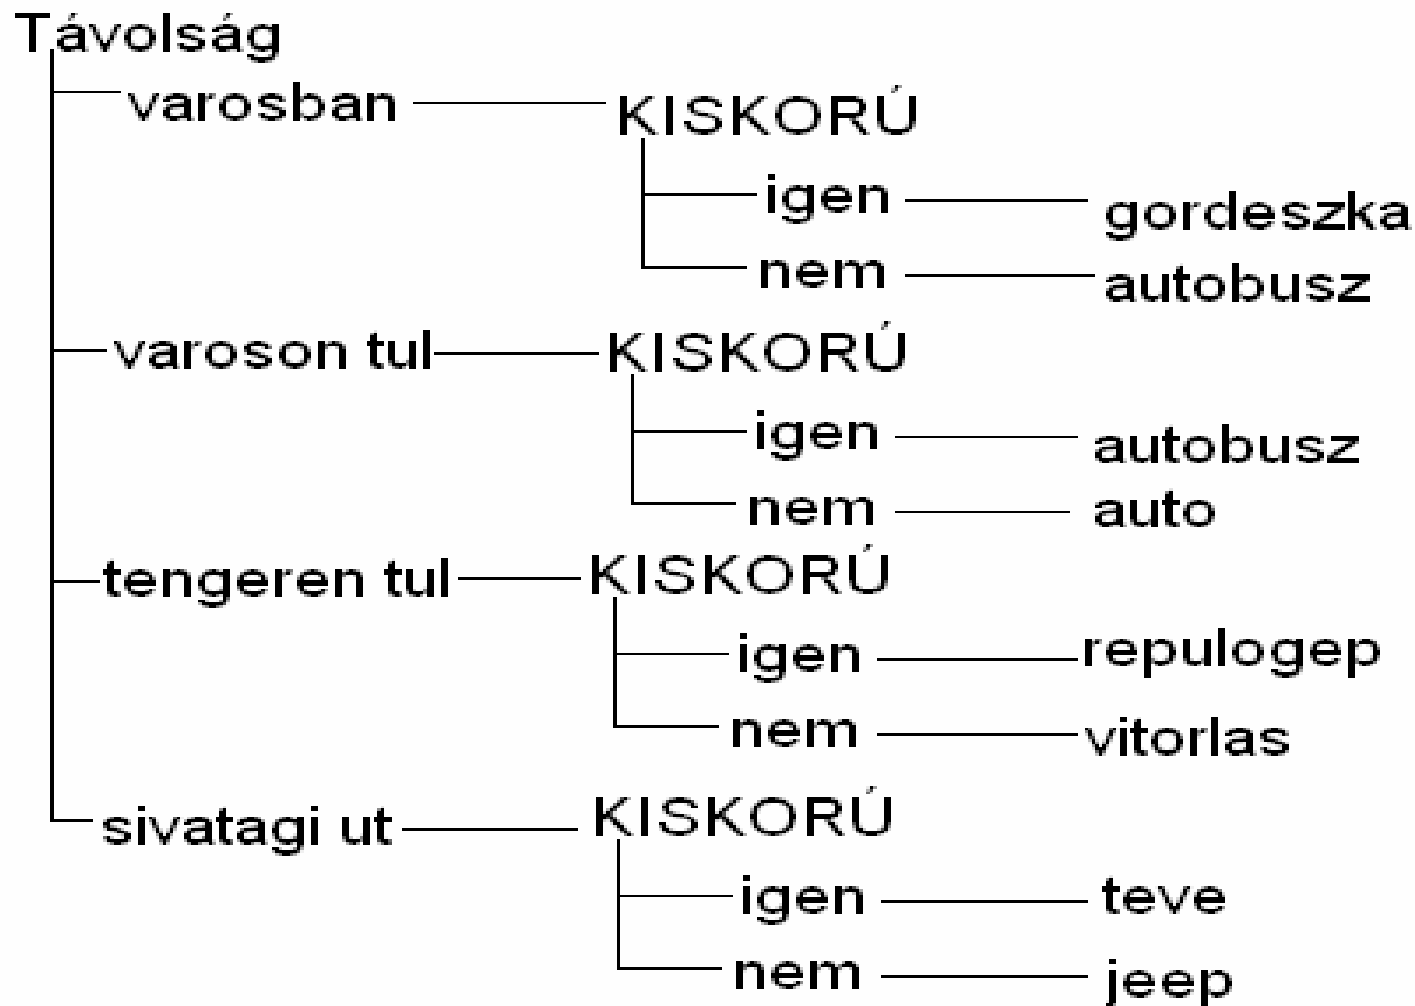 Távolság
varosban KISKORÚ
igen gordeszka
nem autobusz
varoson tul KISKORÚ
igen autobusz
nem auto
tengeren tul KISKORÚ
igen repulogep
nem vitorlas
sivatagi ut KISKORÚ
igen teve
nem jeep